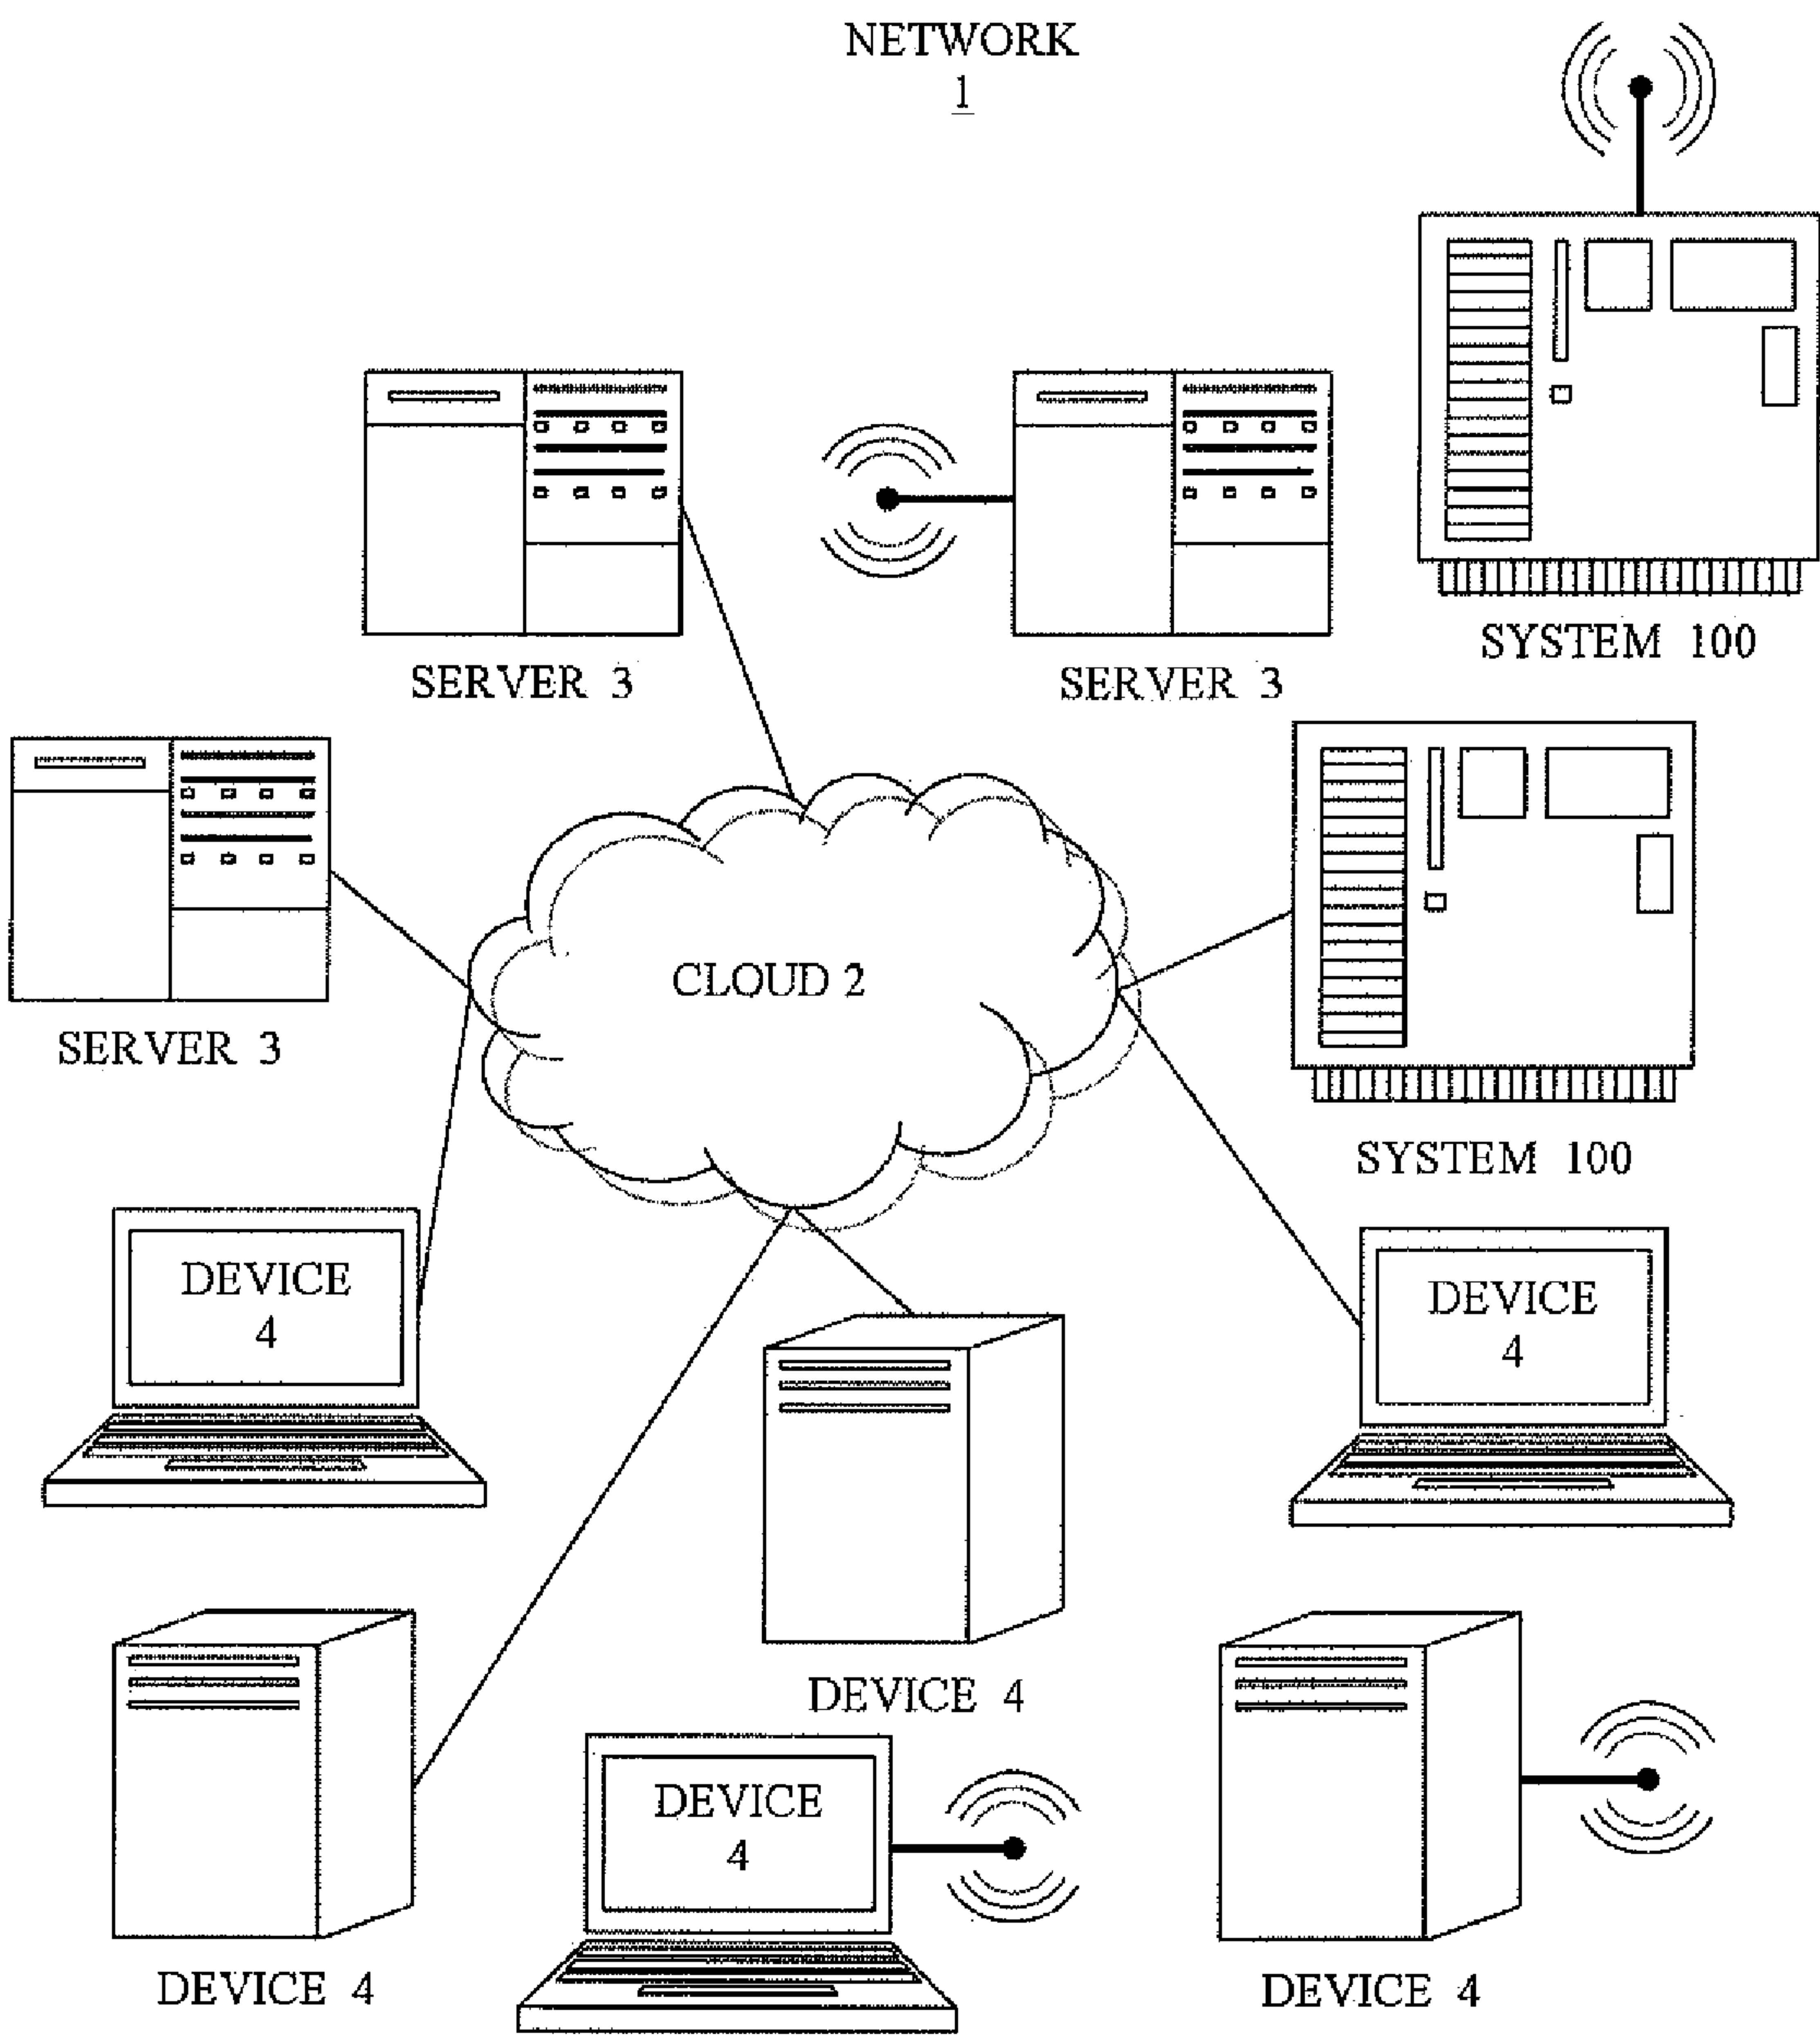 NETWORK
1
SYSTEM 100
SERVER 3
SERVER 3
SERVER 3
CLOUD 2
SYSTEM 100
DEVICE
4
DEVICE
4
DEVICE 4
DEVICE
4
DEVICE 4
DEVICE 4